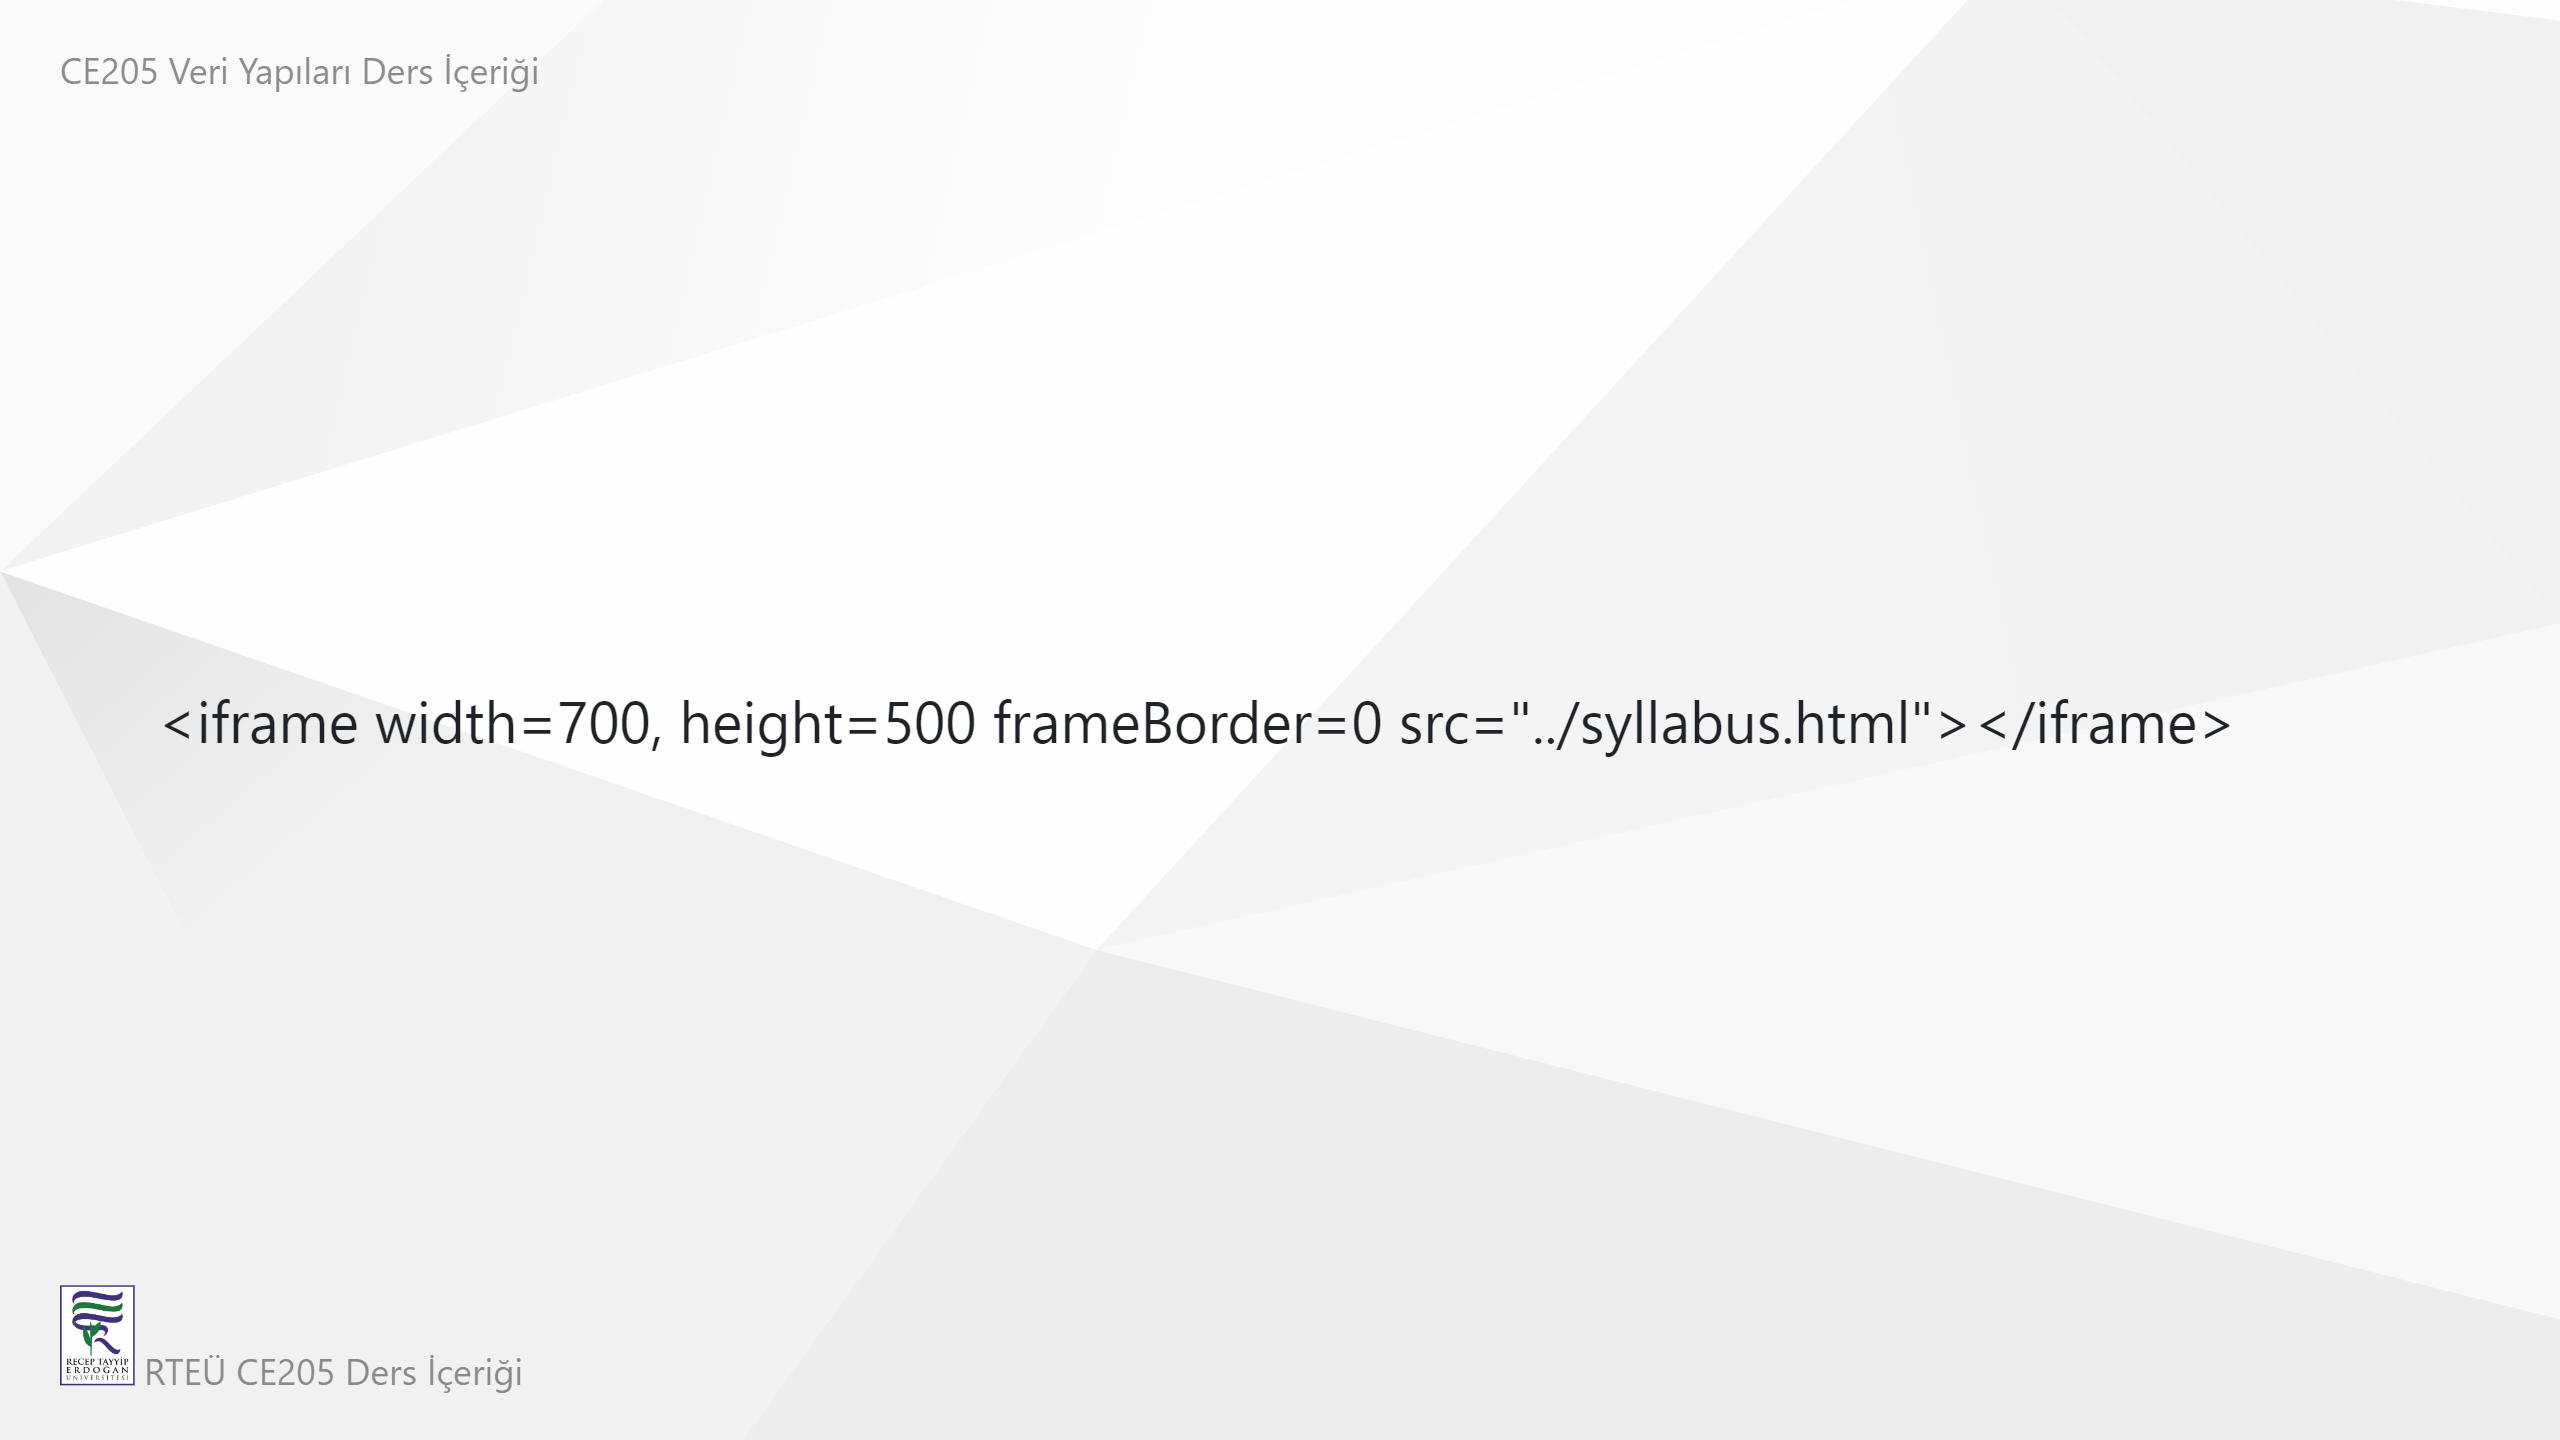 CE205 Veri Yapıları Ders İçeriği
<iframe width=700, height=500 frameBorder=0 src="../syllabus.html"></iframe>
RECEP TAYYİP
ERDOĞAN
ÜNİVERSİTESİ
RTEÜ CE205 Ders İçeriği